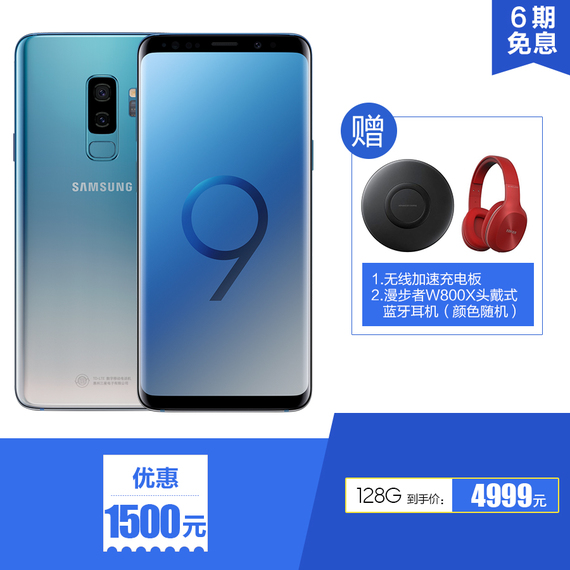 6期
免息
赠
SAMSUNG
9
1.无线加速充电板
2.漫步者W800X头戴式
蓝牙耳机（颜色随机）
优惠
1500元
128G 到手价： 4999元